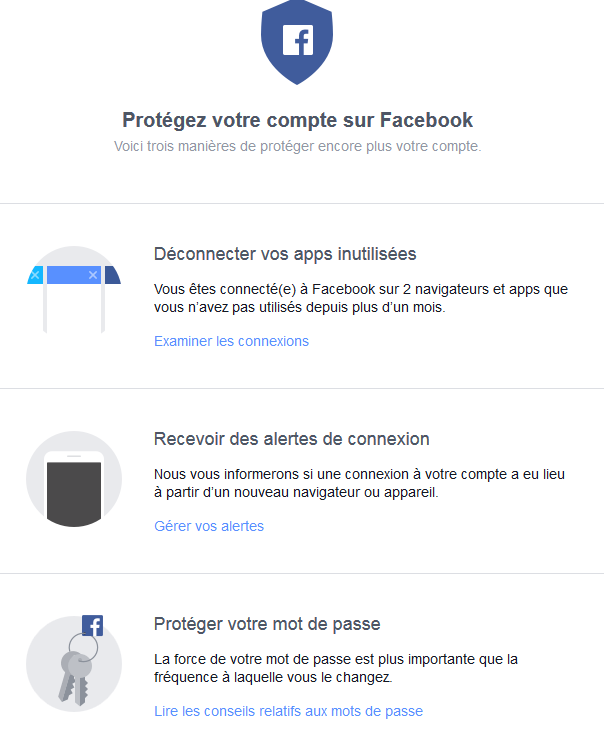 Protégez votre compte sur Facebook
Voici trois manières de protéger encore plus votre compte.
Déconnecter vos apps inutilisées
Vous êtes connecté(e) à Facebook sur 2 navigateurs et apps que
vous n’avez pas utilisés depuis plus d’un mois.
Examiner les connexions
Recevoir des alertes de connexion
Nous vous informerons si une connexion à votre compte a eu lieu
à partir d’un nouveau navigateur ou appareil.
Gérer vos alertes
Protéger votre mot de passe
La force de votre mot de passe est plus importante que la
fréquence à laquelle vous le changez.
Lire les conseils relatifs aux mots de passe